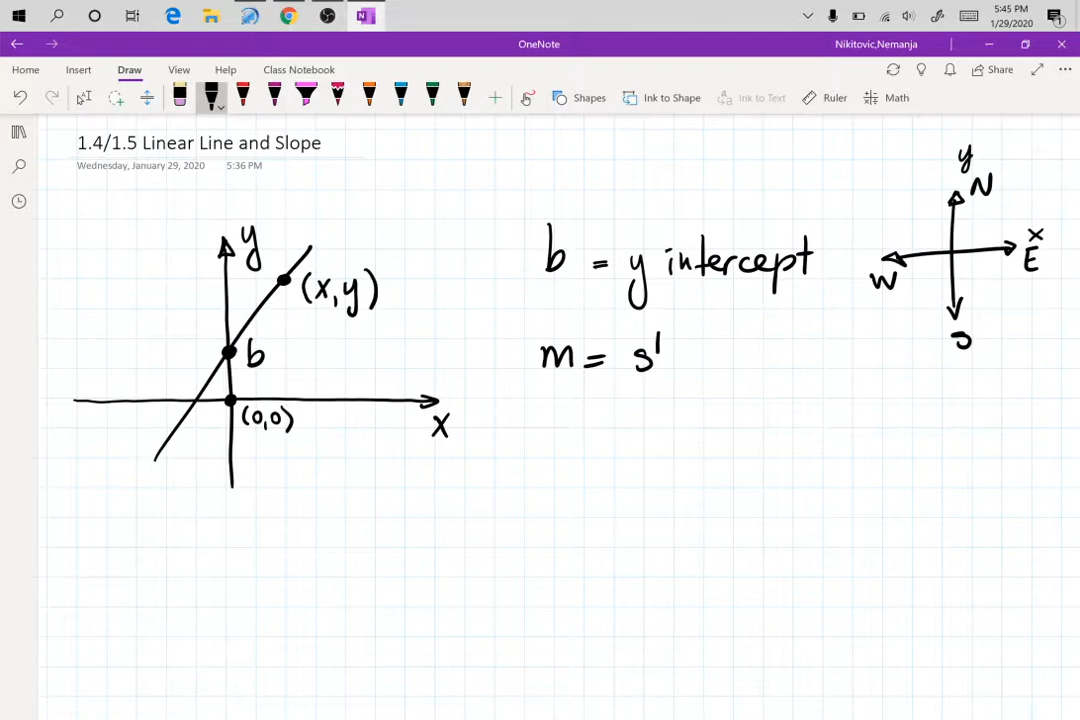 5:45 PM
1/29/2020
OneNote
Nikitovic,Nemanja
Home Insert Draw View Help Class Notebook
Share
Shapes Ink to Shape Ink to Text Ruler Math
1.4/1.5 Linear Line and Slope
Wednesday, January 29, 2020 5:36 PM
y
N
W
x
E
S
y
(x,y)
b
(0,0)
X
b = y intercept
m = sl